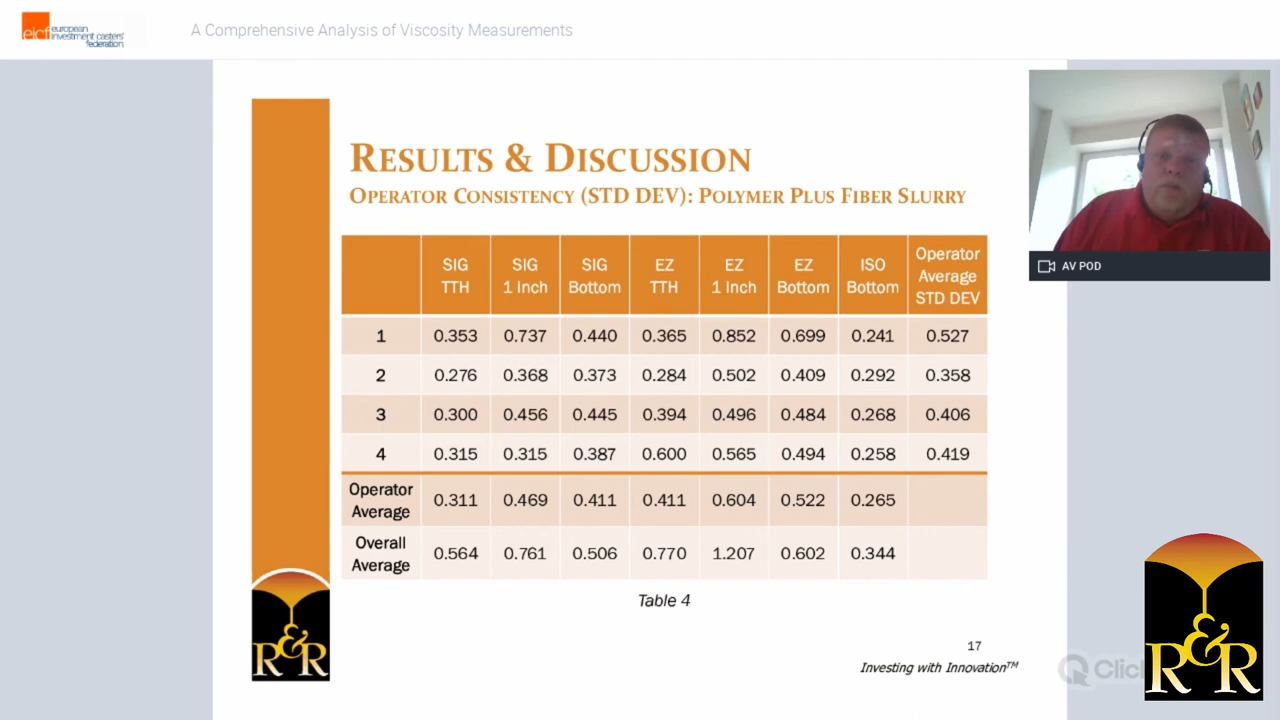 eicf european
investment casters'
federation
A Comprehensive Analysis of Viscosity Measurements
RESULTS & DISCUSSION
OPERATOR CONSISTENCY (STD DEV): POLYMER PLUS FIBER SLURRY
SIG TTH SIG 1 Inch SIG Bottom EZ TTH EZ 1 Inch EZ Bottom ISO Bottom Operator Average STD DEV
1 0.353 0.737 0.440 0.365 0.852 0.699 0.241 0.527
2 0.276 0.368 0.373 0.284 0.502 0.409 0.292 0.358
3 0.300 0.456 0.445 0.394 0.496 0.484 0.268 0.406
4 0.315 0.315 0.387 0.600 0.565 0.494 0.258 0.419
Operator Average 0.311 0.469 0.411 0.411 0.604 0.522 0.265
Overall Average 0.564 0.761 0.506 0.770 1.207 0.602 0.344
Table 4
17
Investing with Innovation™
R&R
AV POD
Click
R&R